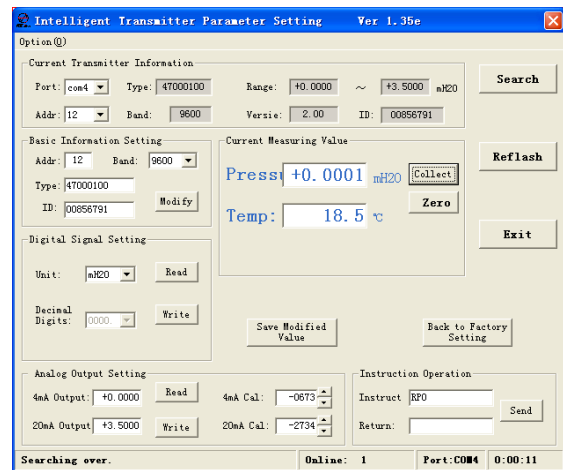 Intelligent Transmitter Parameter Setting Ver 1.35e
Option(O)
Current Transmitter Information
Port: com4 Type: 47000100 Range: +0.0000 ~ +3.5000 mH2O
Search
Addr: 12 Band: 9600 Versie: 2.00 ID: 00856791
Basic Information Setting
Addr: 12 Band: 9600
Type: 47000100
ID: 00856791 Modify
Current Measuring Value
Pressu +0.0001 mH2O Collect
Zero
Temp: 18.5 ℃
Reflash
Exit
Digital Signal Setting
Unit: mH2O Read
Decimal
Digits: 0000. Write
Save Modified
Value
Back to Factory
Setting
Analog Output Setting
4mA Output: +0.0000 Read 4mA Cal: -0673
20mA Output +3.5000 Write 20mA Cal: -2734
Instruction Operation
Instruct RP0
Return: Send
Searching over. Online: 1 Port:COM4 0:00:11